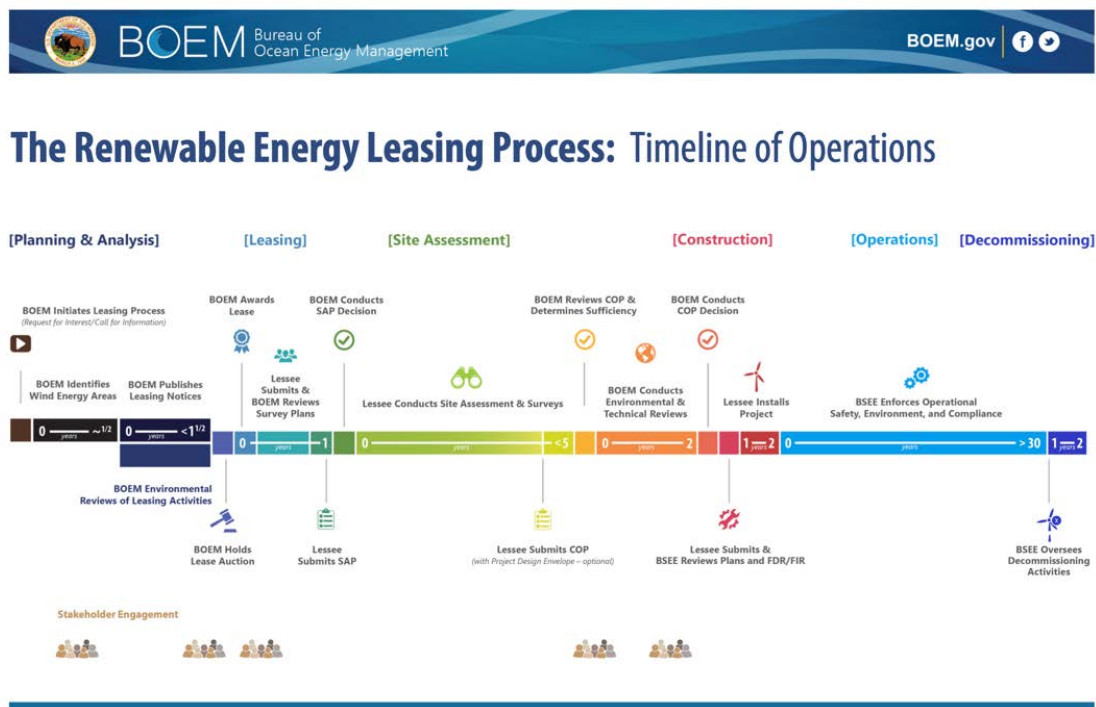 BOEM Bureau of
Ocean Energy Management
BOEM.gov
The Renewable Energy Leasing Process: Timeline of Operations
[Planning & Analysis]
[Leasing]
[Site Assessment]
[Construction]
[Operations]
[Decommissioning]
BOEM Initiates Leasing Process
(Request for Interest/Call for Information)
BOEM Awards
Lease
BOEM Conducts
SAP Decision
BOEM Reviews COP &
Determines Sufficiency
BOEM Conducts
COP Decision
BOEM Identifies
Wind Energy Areas
BOEM Publishes
Leasing Notices
Lessee
Submits &
BOEM Reviews
Survey Plans
Lessee Conducts Site Assessment & Surveys
BOEM Conducts
Environmental &
Technical Reviews
Lessee Installs
Project
BSEE Enforces Operational
Safety, Environment, and Compliance
0 years ~1/2
0 years <1 1/2
0 years 1
0 years <5
0 years 2
1 years 2
0 years >30
1 years 2
BOEM Environmental
Reviews of Leasing Activities
BOEM Holds
Lease Auction
Lessee
Submits SAP
Lessee Submits COP
(with Project Design Envelope – optional)
Lessee Submits &
BSEE Reviews Plans and FDR/FIR
BSEE Oversees
Decommissioning
Activities
Stakeholder Engagement